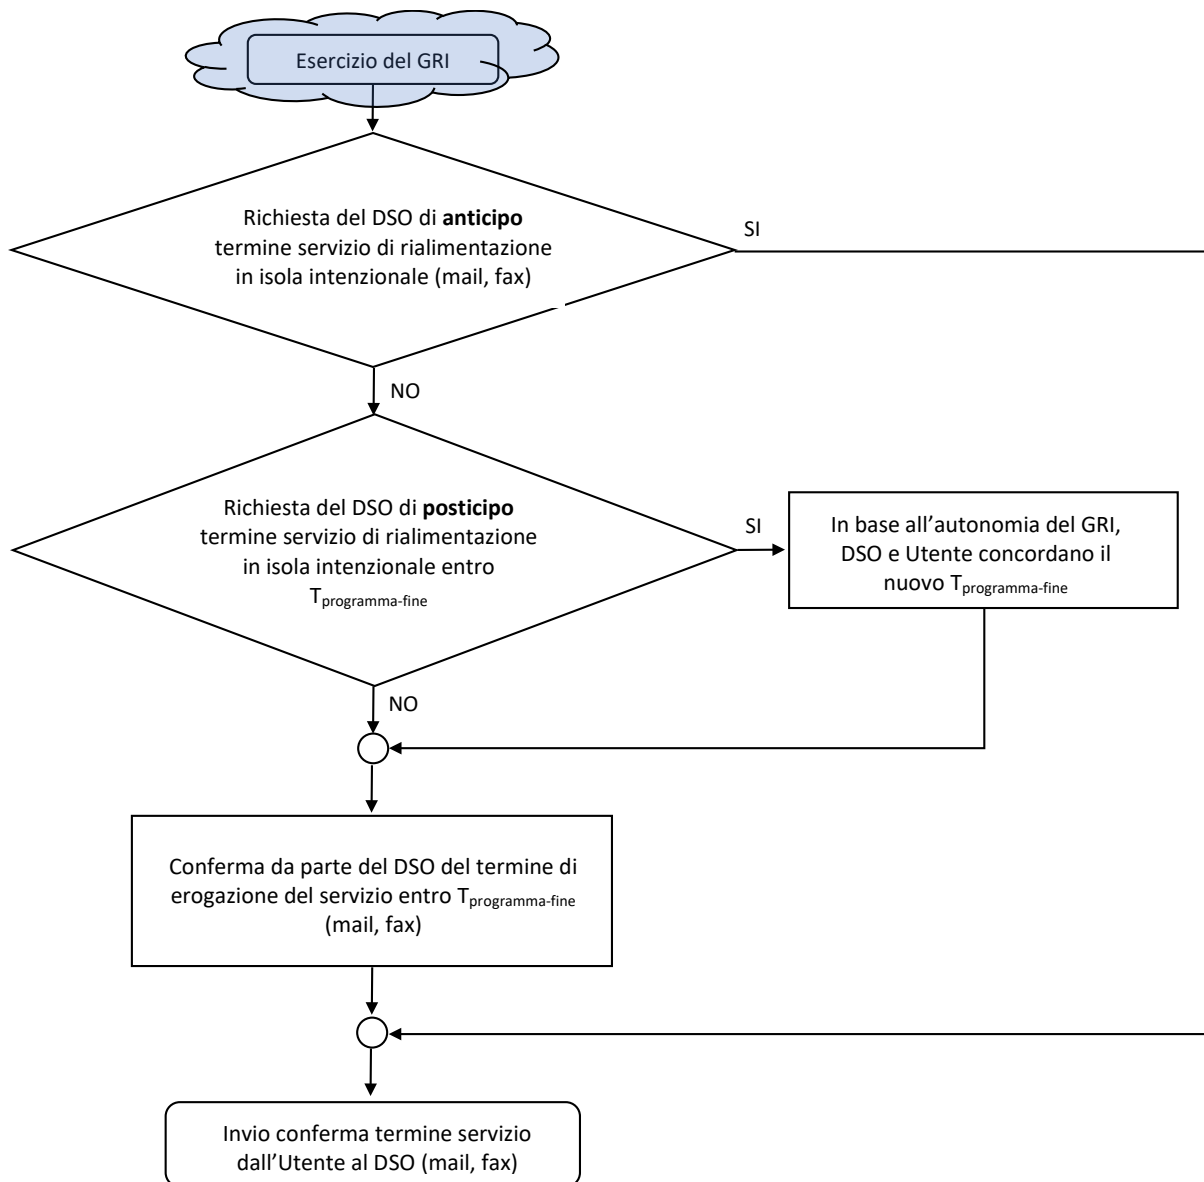 Esercizio del GRI
Richiesta del DSO di anticipo
termine servizio di rialimentazione
in isola intenzionale (mail, fax)
SI
NO
Richiesta del DSO di posticipo
termine servizio di rialimentazione
in isola intenzionale entro
Tprogramma-fine
SI
In base all’autonomia del GRI,
DSO e Utente concordano il
nuovo Tprogramma-fine
NO
Conferma da parte del DSO del termine di
erogazione del servizio entro Tprogramma-fine
(mail, fax)
Invio conferma termine servizio
dall’Utente al DSO (mail, fax)